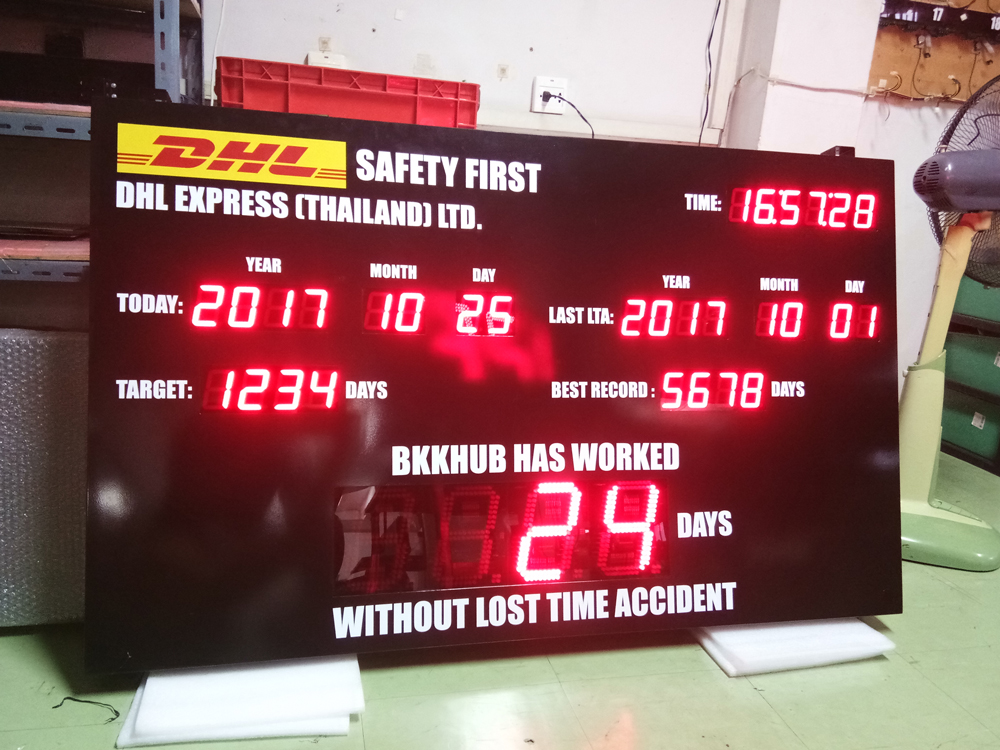 DHL SAFETY FIRST
DHL EXPRESS (THAILAND) LTD.
TIME: 16:57:28
YEAR MONTH DAY
TODAY: 2017 10 25
YEAR MONTH DAY
LAST LTA: 2017 10 01
TARGET: 1234 DAYS
BEST RECORD : 5678 DAYS
BKKHUB HAS WORKED
24 DAYS
WITHOUT LOST TIME ACCIDENT
17